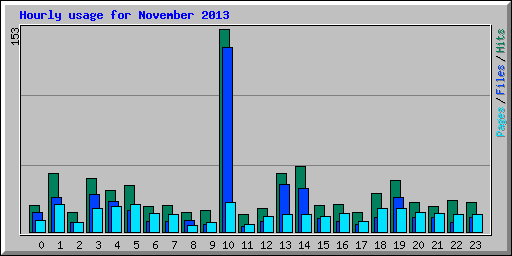 Hourly usage for November 2013
153
Pages/Files/Hits
0 1 2 3 4 5 6 7 8 9 10 11 12 13 14 15 16 17 18 19 20 21 22 23